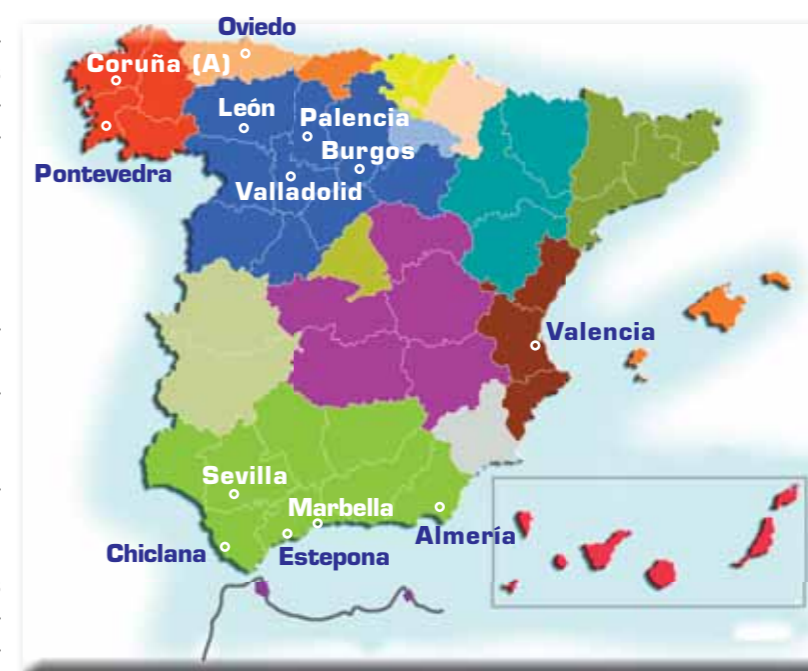 Oviedo
Coruña (A)
León
Palencia
Burgos
Pontevedra
Valladolid
Valencia
Sevilla
Marbella
Almería
Chiclana
Estepona